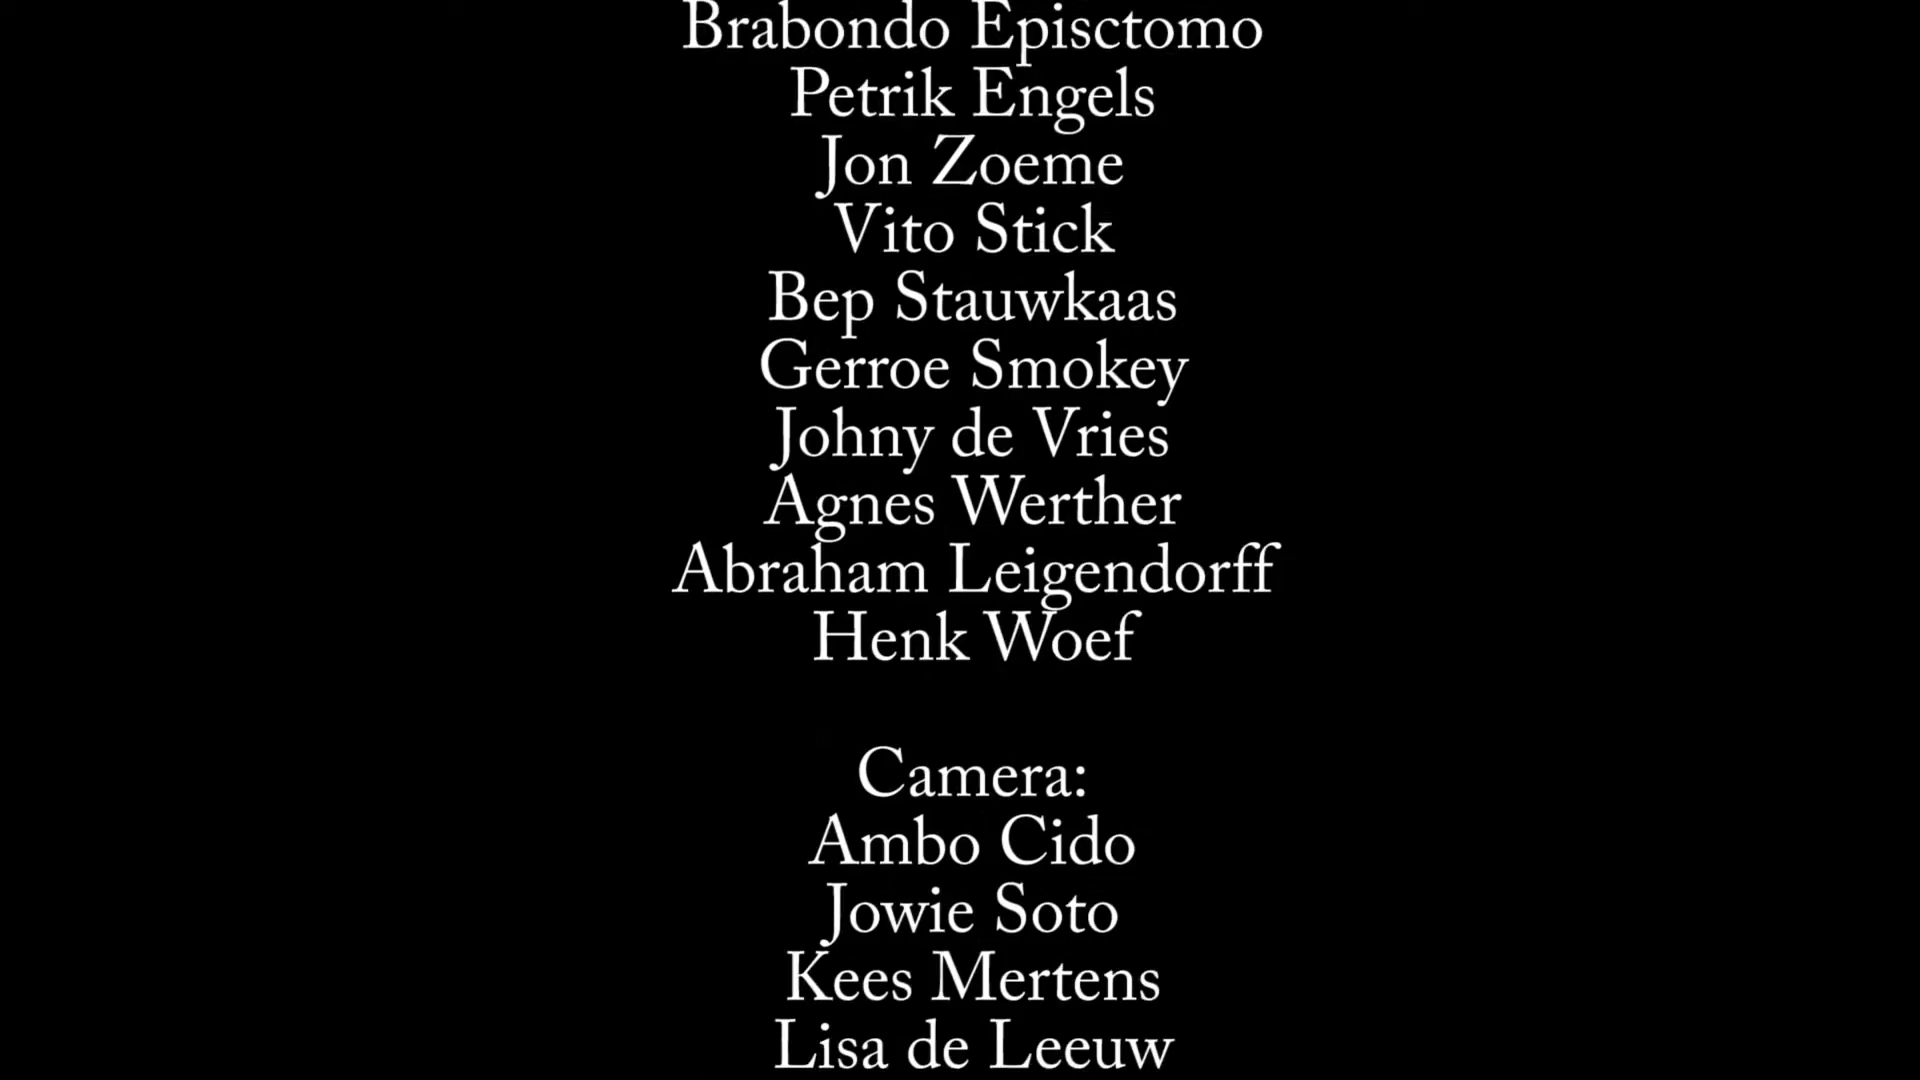 Brabondo Episctomo
Petrik Engels
Jon Zoeme
Vito Stick
Bep Stauwkaas
Gerroe Smokey
Johny de Vries
Agnes Werther
Abraham Leigendorff
Henk Woef
Camera:
Ambo Cido
Jowie Soto
Kees Mertens
Lisa de Leeuw